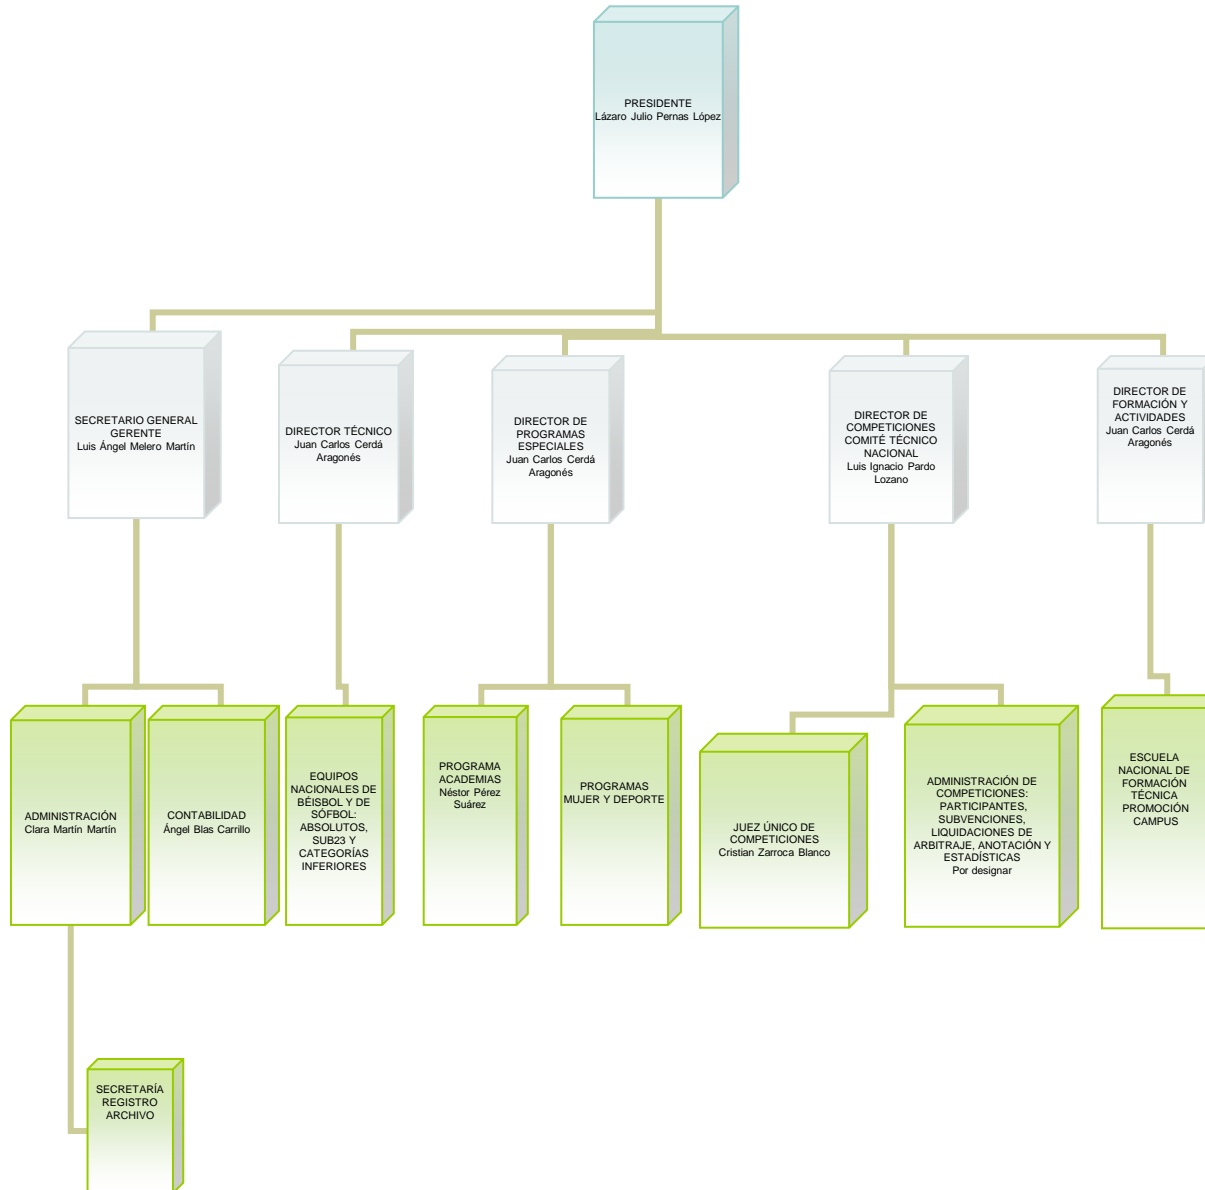 PRESIDENTE
Lázaro Julio Pernas López
SECRETARIO GENERAL
GERENTE
Luis Ángel Melero Martín
DIRECTOR TÉCNICO
Juan Carlos Cerdá
Aragonés
DIRECTOR DE
PROGRAMAS
ESPECIALES
Juan Carlos Cerdá
Aragonés
DIRECTOR DE
COMPETICIONES
COMITÉ TÉCNICO
NACIONAL
Luis Ignacio Pardo
Lozano
DIRECTOR DE
FORMACIÓN Y
ACTIVIDADES
Juan Carlos Cerdá
Aragonés
ADMINISTRACIÓN
Clara Martín Martín
CONTABILIDAD
Ángel Blas Carrillo
EQUIPOS
NACIONALES DE
BÉISBOL Y DE
SÓFBOL:
ABSOLUTOS,
SUB23 Y
CATEGORÍAS
INFERIORES
PROGRAMA
ACADEMIAS
Néstor Pérez
Suárez
PROGRAMAS
MUJER Y DEPORTE
JUEZ ÚNICO DE
COMPETICIONES
Cristian Zarroca Blanco
ADMINISTRACIÓN DE
COMPETICIONES:
PARTICIPANTES,
SUBVENCIONES,
LIQUIDACIONES DE
ARBITRAJE, ANOTACIÓN Y
ESTADÍSTICAS
Por designar
ESCUELA
NACIONAL DE
FORMACIÓN
TÉCNICA
PROMOCIÓN
CAMPUS
SECRETARÍA
REGISTRO
ARCHIVO